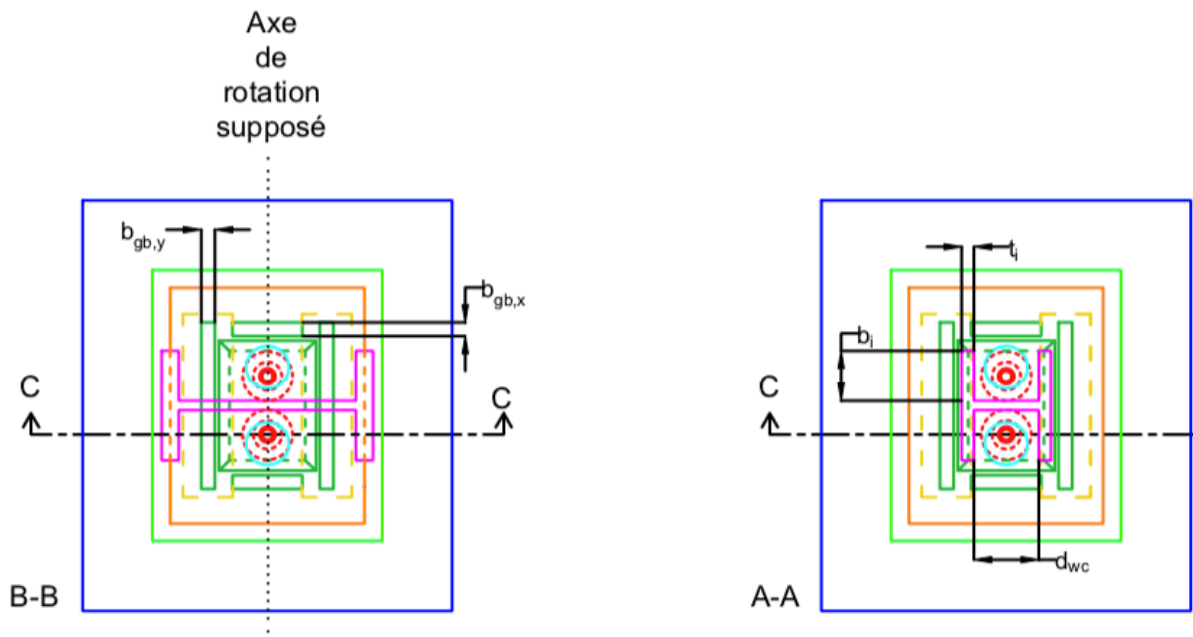 Axe
de
rotation
supposé
b_gb,y
b_gb,x
C
C
B-B
t_i
b_i
C
d_wc
A-A